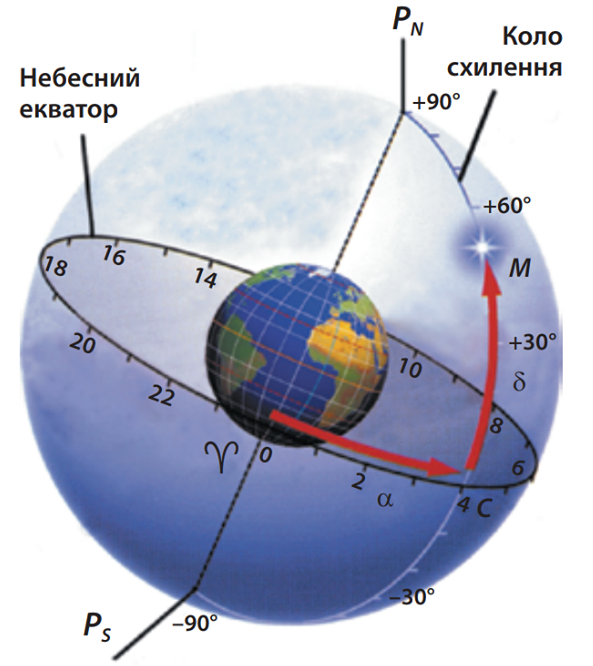 P_N
Коло
схилення
Небесний
екватор
+90°
+60°
M
18
16
14
+30°
20
10
δ
22
8
♈
0
6
2
α
4
C
–30°
P_S
–90°